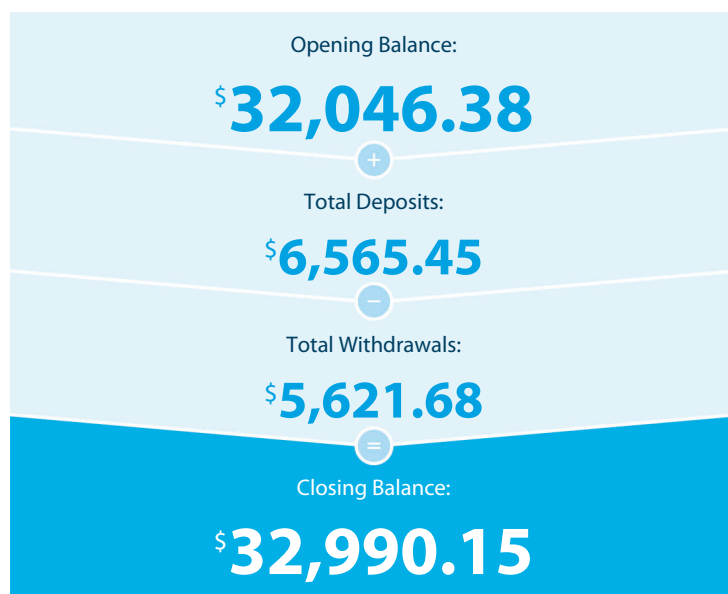 Opening Balance:
$32,046.38
+
Total Deposits:
$6,565.45
−
Total Withdrawals:
$5,621.68
=
Closing Balance:
$32,990.15